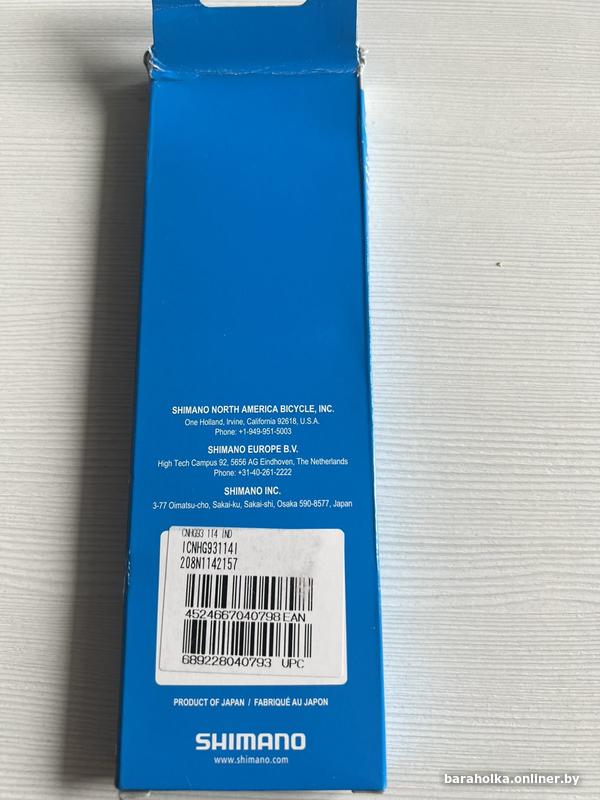 SHIMANO NORTH AMERICA BICYCLE, INC.
One Holland, Irvine, California 92618, U.S.A.
Phone: +1-949-951-5003
SHIMANO EUROPE B.V.
High Tech Campus 92, 5656 AG Eindhoven, The Netherlands
Phone: +31-40-261-2222
SHIMANO INC.
3-77 Oimatsu-cho, Sakai-ku, Sakai-shi, Osaka 590-8577, Japan
CNHG93 114 IND
ICNHG93114I
208N1142157
4524667040798 EAN
689228040793 UPC
PRODUCT OF JAPAN / FABRIQUÉ AU JAPON
SHIMANO
www.shimano.com
baraholka.onliner.by